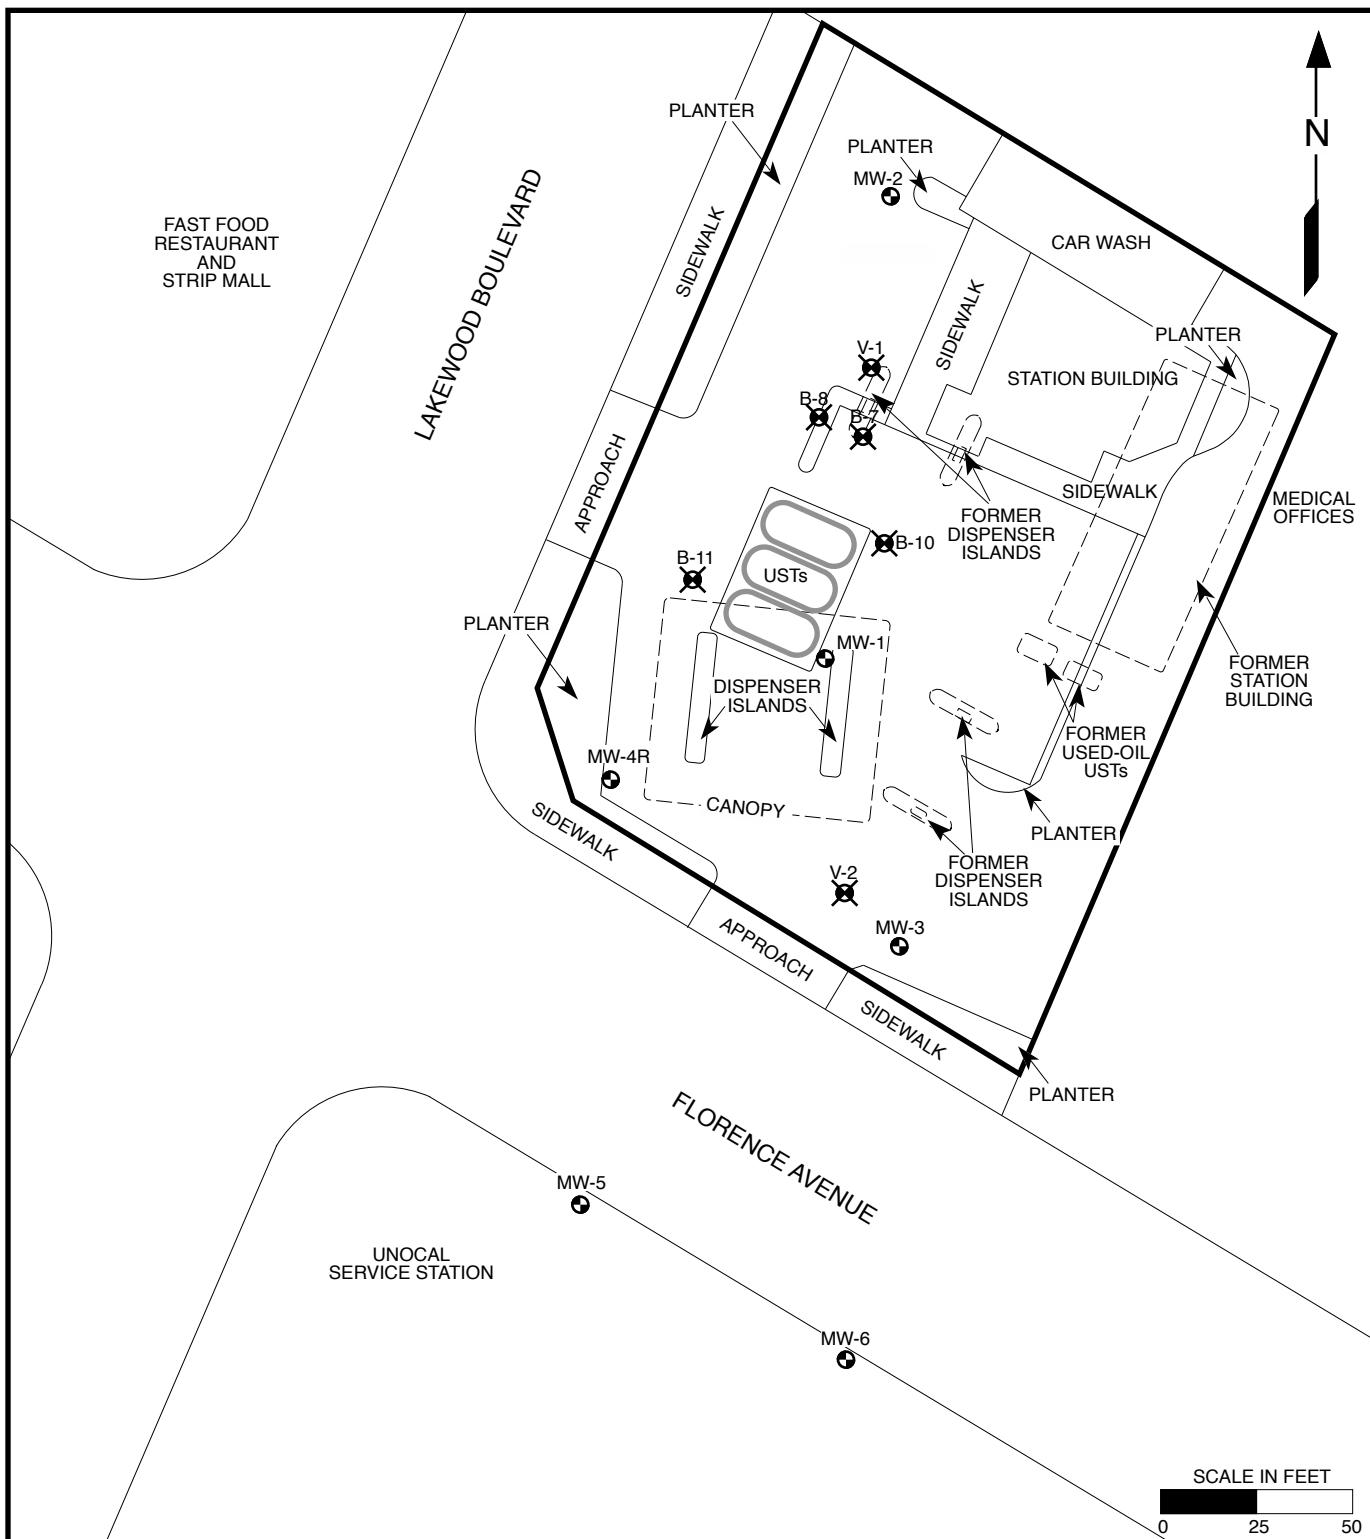 PLANTER
N
PLANTER
MW-2
FAST FOOD
RESTAURANT
AND
STRIP MALL
LAKEWOOD BOULEVARD
SIDEWALK
CAR WASH
SIDEWALK
PLANTER
V-1
STATION BUILDING
B-8
B-7
APPROACH
SIDEWALK
MEDICAL
OFFICES
FORMER
DISPENSER
ISLANDS
B-10
B-11
USTs
PLANTER
MW-1
FORMER
STATION
BUILDING
DISPENSER
ISLANDS
FORMER
USED-OIL
USTs
MW-4R
CANOPY
SIDEWALK
PLANTER
FORMER
DISPENSER
ISLANDS
V-2
MW-3
APPROACH
SIDEWALK
PLANTER
FLORENCE AVENUE
MW-5
UNOCAL
SERVICE STATION
MW-6
SCALE IN FEET
0 25 50